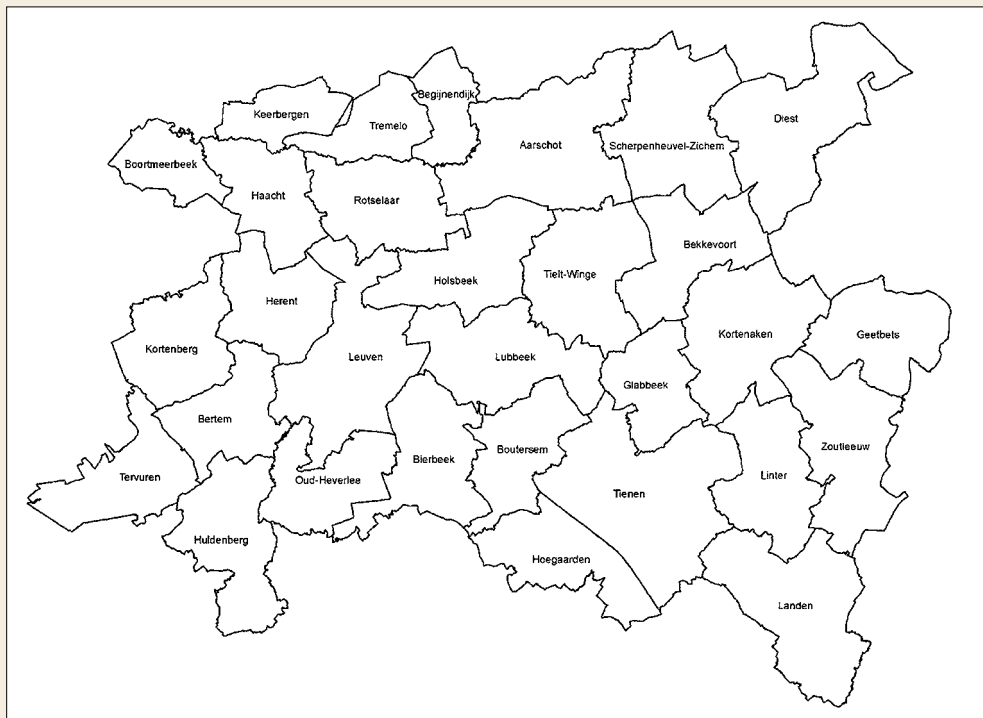 Begijnendijk
Keerbergen
Tremelo
Diest
Aarschot
Scherpenheuvel-Zichem
Boortmeerbeek
Haacht
Rotselaar
Bekkevoort
Holsbeek
Tielt-Winge
Herent
Kortenaken
Geetbets
Kortenberg
Leuven
Lubbeek
Glabbeek
Bertem
Zoutleeuw
Boutersem
Bierbeek
Tervuren
Oud-Heverlee
Linter
Tienen
Huldenberg
Hoegaarden
Landen